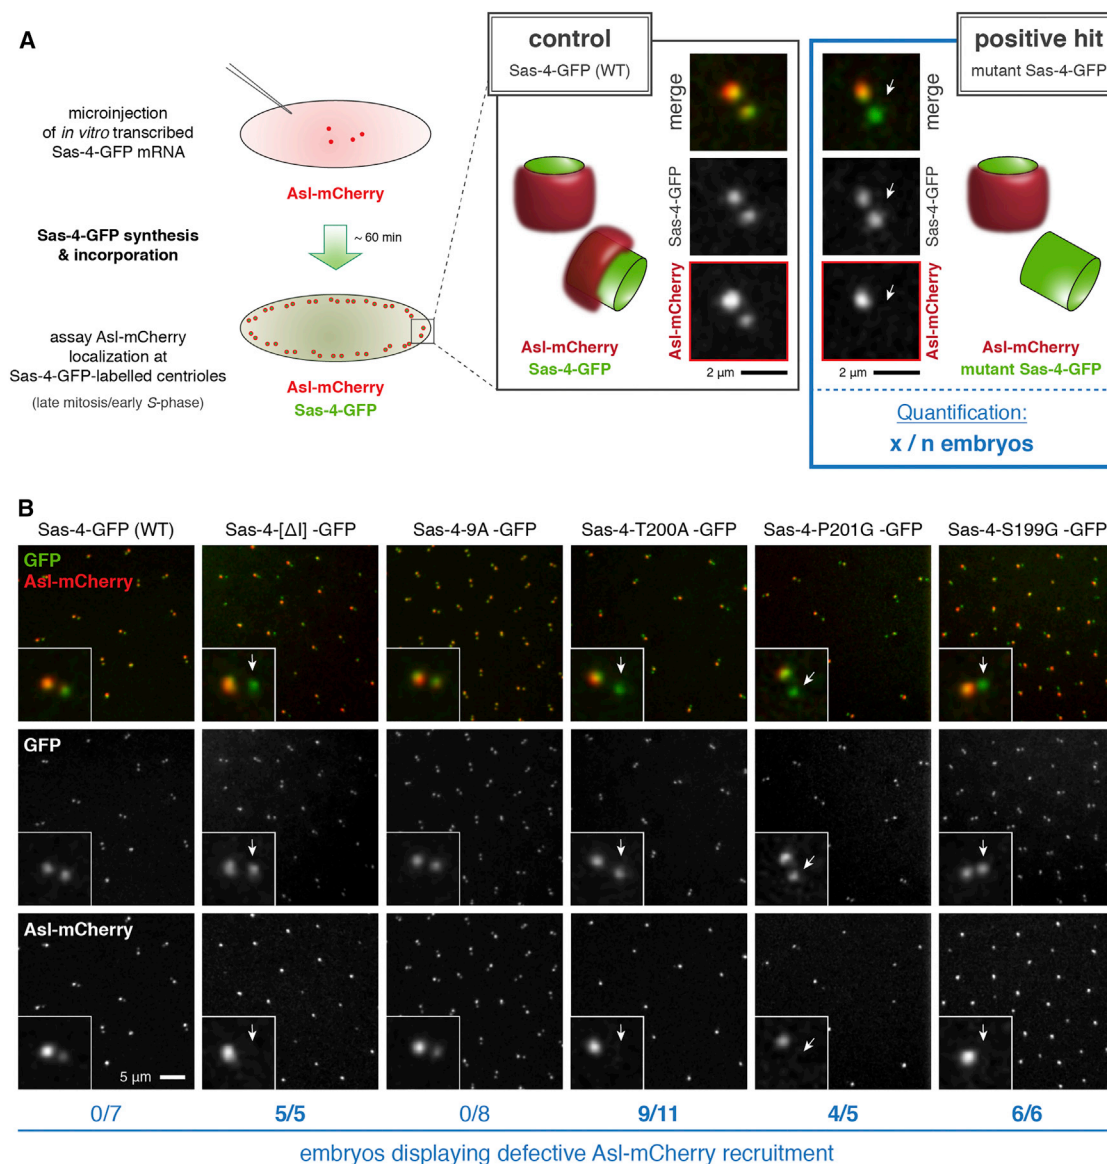 A
microinjection
of in vitro transcribed
Sas-4-GFP mRNA
Asl-mCherry
Sas-4-GFP synthesis
& incorporation
~ 60 min
assay Asl-mCherry
localization at
Sas-4-GFP-labelled centrioles
(late mitosis/early S-phase)
Asl-mCherry
Sas-4-GFP
control
Sas-4-GFP (WT)
merge
Sas-4-GFP
Asl-mCherry
Asl-mCherry
Sas-4-GFP
2 µm
positive hit
mutant Sas-4-GFP
merge
Sas-4-GFP
Asl-mCherry
Asl-mCherry
mutant Sas-4-GFP
2 µm
Quantification:
x / n embryos
B
Sas-4-GFP (WT) Sas-4-[ΔI] -GFP Sas-4-9A -GFP Sas-4-T200A -GFP Sas-4-P201G -GFP Sas-4-S199G -GFP
GFP
Asl-mCherry
GFP
Asl-mCherry
5 µm
0/7 5/5 0/8 9/11 4/5 6/6
embryos displaying defective Asl-mCherry recruitment